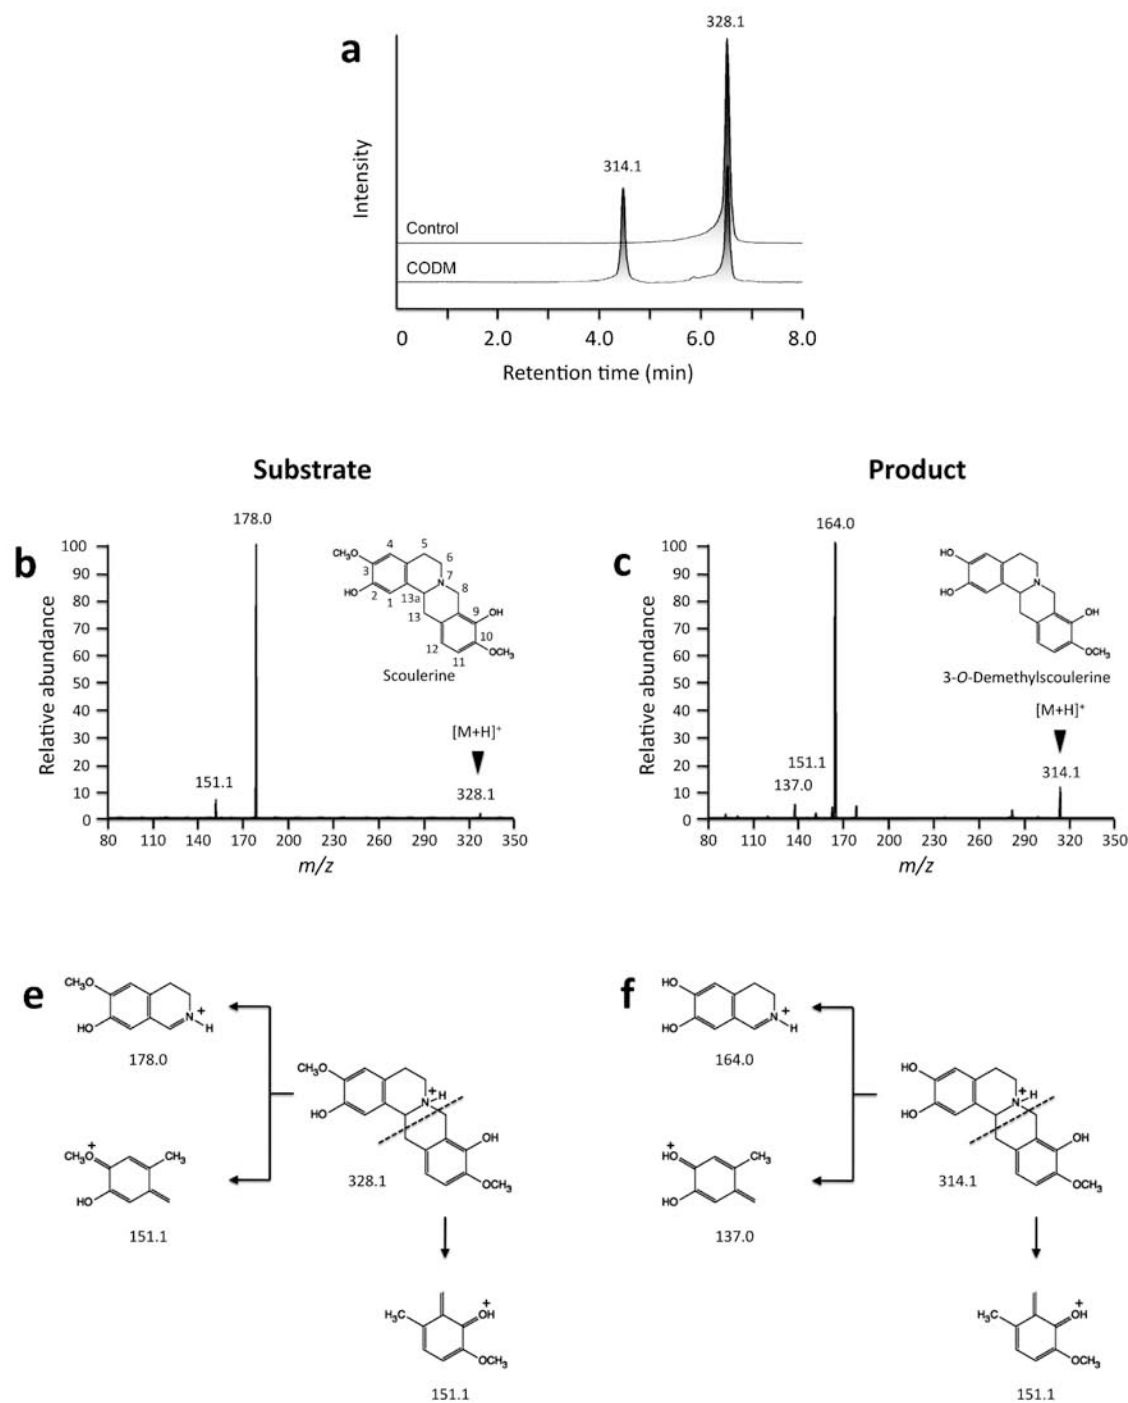 a
328.1
314.1
Intensity
Control
CODM
0 2.0 4.0 6.0 8.0
Retention time (min)
Substrate
Product
b
178.0
100
90
80
70
60
50
40
30
20
10
0
Relative abundance
CH₃O
HO
1
2
3
4
5
6
7
N
8
9
OH
10
OCH₃
11
12
13
13a
Scoulerine
[M+H]⁺
151.1
328.1
80 110 140 170 200 230 260 290 320 350
m/z
c
164.0
100
90
80
70
60
50
40
30
20
10
0
Relative abundance
HO
HO
N
OH
OCH₃
3-O-Demethylscoulerine
[M+H]⁺
151.1
137.0
314.1
80 110 140 170 200 230 260 290 320 350
m/z
e
CH₃O
HO
N
+
H
178.0
CH₃O
HO
N
+
H
OH
OCH₃
328.1
+
CH₃O
CH₃
HO
151.1
H₃C
+
OH
OCH₃
151.1
f
HO
HO
N
+
H
164.0
HO
HO
N
+
H
OH
OCH₃
314.1
+
HO
CH₃
HO
137.0
H₃C
+
OH
OCH₃
151.1